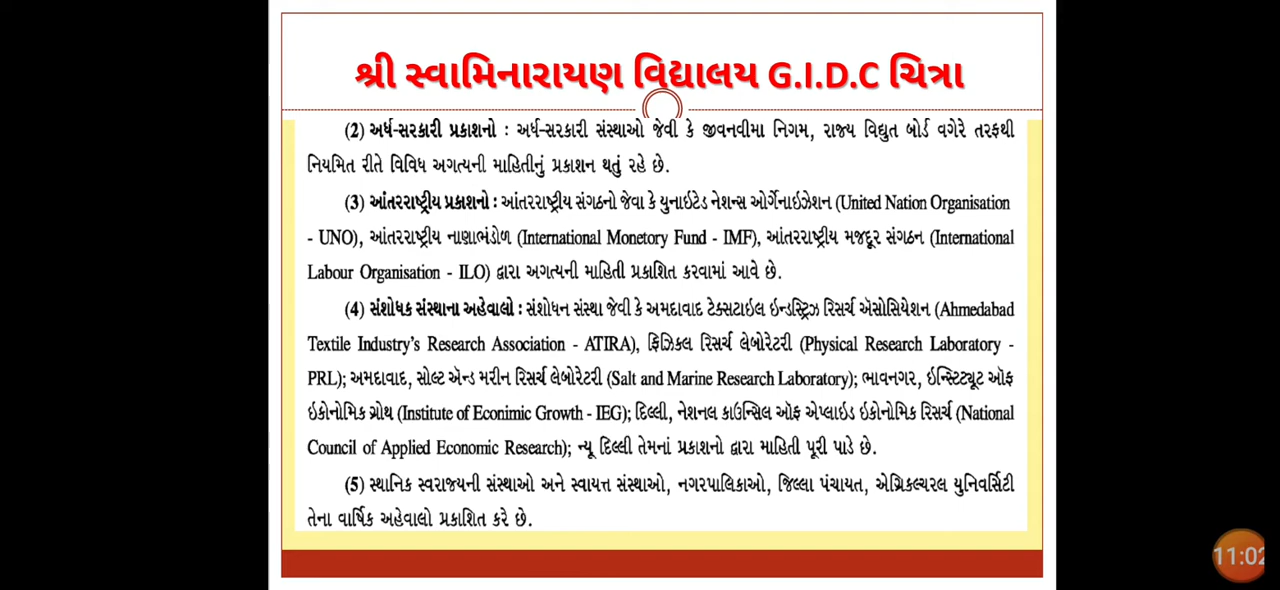 શ્રી સ્વામિનારાયણ વિદ્યાલય G.I.D.C ચિત્રા
(2) અર્ધ-સરકારી પ્રકાશનો : અર્ધ-સરકારી સંસ્થાઓ જેવી કે જીવનવીમા નિગમ, રાજ્ય વિદ્યુત બોર્ડ વગેરે તરફથી
નિયમિત રીતે વિવિધ અગત્યની માહિતીનું પ્રકાશન થતું રહે છે.
(3) આંતરરાષ્ટ્રીય પ્રકાશનો : આંતરરાષ્ટ્રીય સંગઠનો જેવા કે યુનાઇટેડ નેશન્સ ઓર્ગેનાઇઝેશન (United Nation Organisation
- UNO), આંતરરાષ્ટ્રીય નાણાભંડોળ (International Monetary Fund - IMF), આંતરરાષ્ટ્રીય મજદૂર સંગઠન (International
Labour Organisation - ILO) દ્વારા અગત્યની માહિતી પ્રકાશિત કરવામાં આવે છે.
(4) સંશોધક સંસ્થાના અહેવાલો : સંશોધન સંસ્થા જેવી કે અમદાવાદ ટેક્સટાઇલ ઇન્ડસ્ટ્રિઝ રિસર્ચ ઍસોસિયેશન (Ahmedabad
Textile Industry's Research Association - ATIRA), ફિઝિકલ રિસર્ચ લેબોરેટરી (Physical Research Laboratory -
PRL); અમદાવાદ, સોલ્ટ ઍન્ડ મરીન રિસર્ચ લેબોરેટરી (Salt and Marine Research Laboratory); ભાવનગર, ઇન્સ્ટિટ્યૂટ ઑફ
ઇકોનોમિક ગ્રોથ (Institute of Econimic Growth - IEG); દિલ્લી, નેશનલ કાઉન્સિલ ઑફ એપ્લાઇડ ઇકોનોમિક રિસર્ચ (National
Council of Applied Economic Research); ન્યૂ દિલ્લી તેમનાં પ્રકાશનો દ્વારા માહિતી પૂરી પાડે છે.
(5) સ્થાનિક સ્વરાજ્યની સંસ્થાઓ અને સ્વાયત્ત સંસ્થાઓ, નગરપાલિકાઓ, જિલ્લા પંચાયત, એગ્રિકલ્ચરલ યુનિવર્સિટી
તેના વાર્ષિક અહેવાલો પ્રકાશિત કરે છે.
11:02